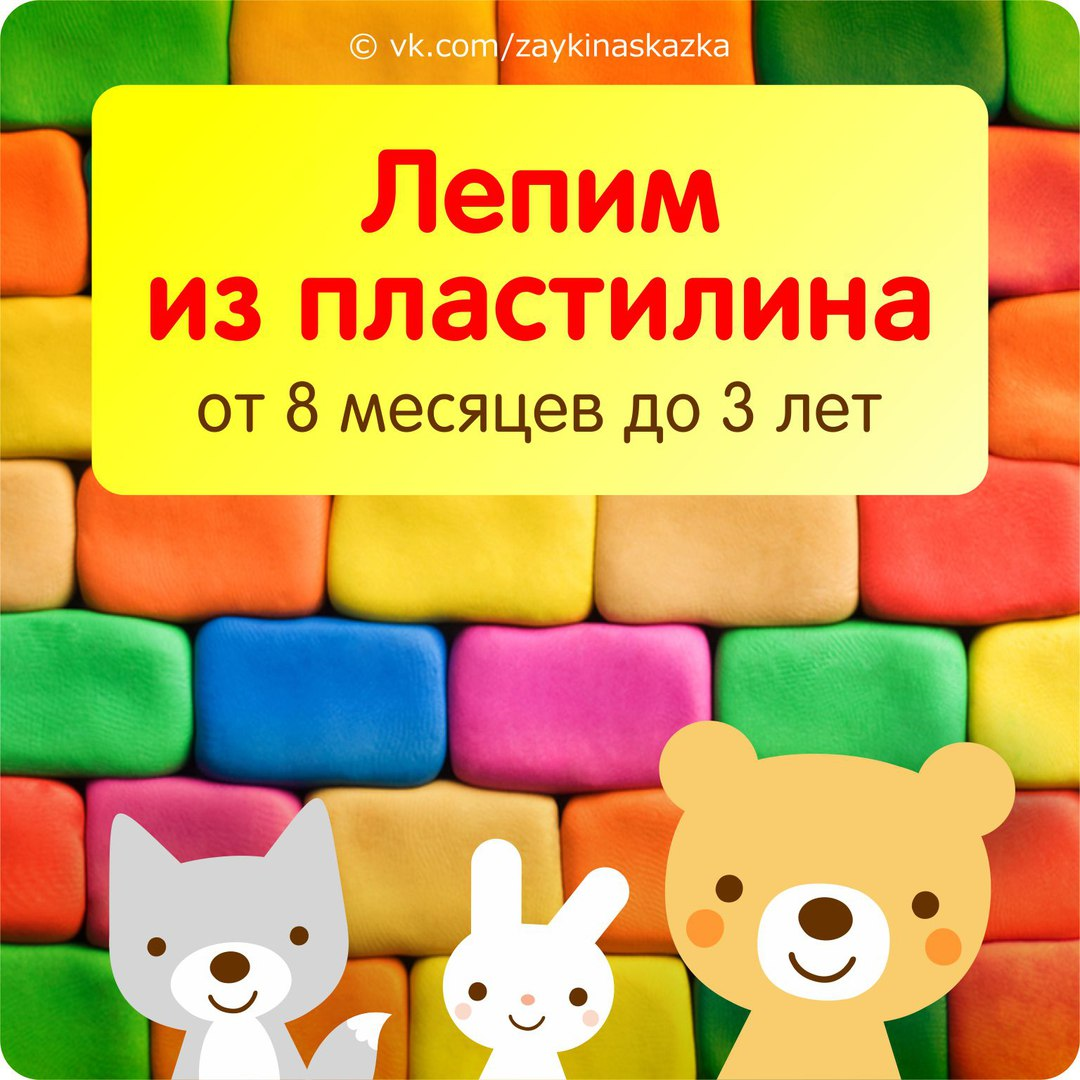 © vk.com/zaykinaskazka
Лепим
из пластилина
от 8 месяцев до 3 лет